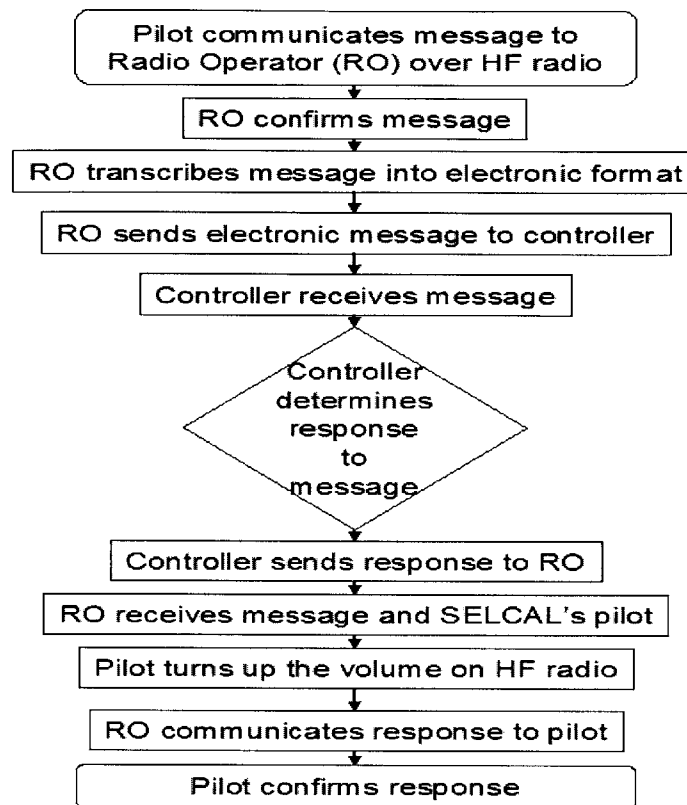 Pilot communicates message to
Radio Operator (RO) over HF radio
RO confirms message
RO transcribes message into electronic format
RO sends electronic message to controller
Controller receives message
Controller
determines
response
to
message
Controller sends response to RO
RO receives message and SELCAL's pilot
Pilot turns up the volume on HF radio
RO communicates response to pilot
Pilot confirms response